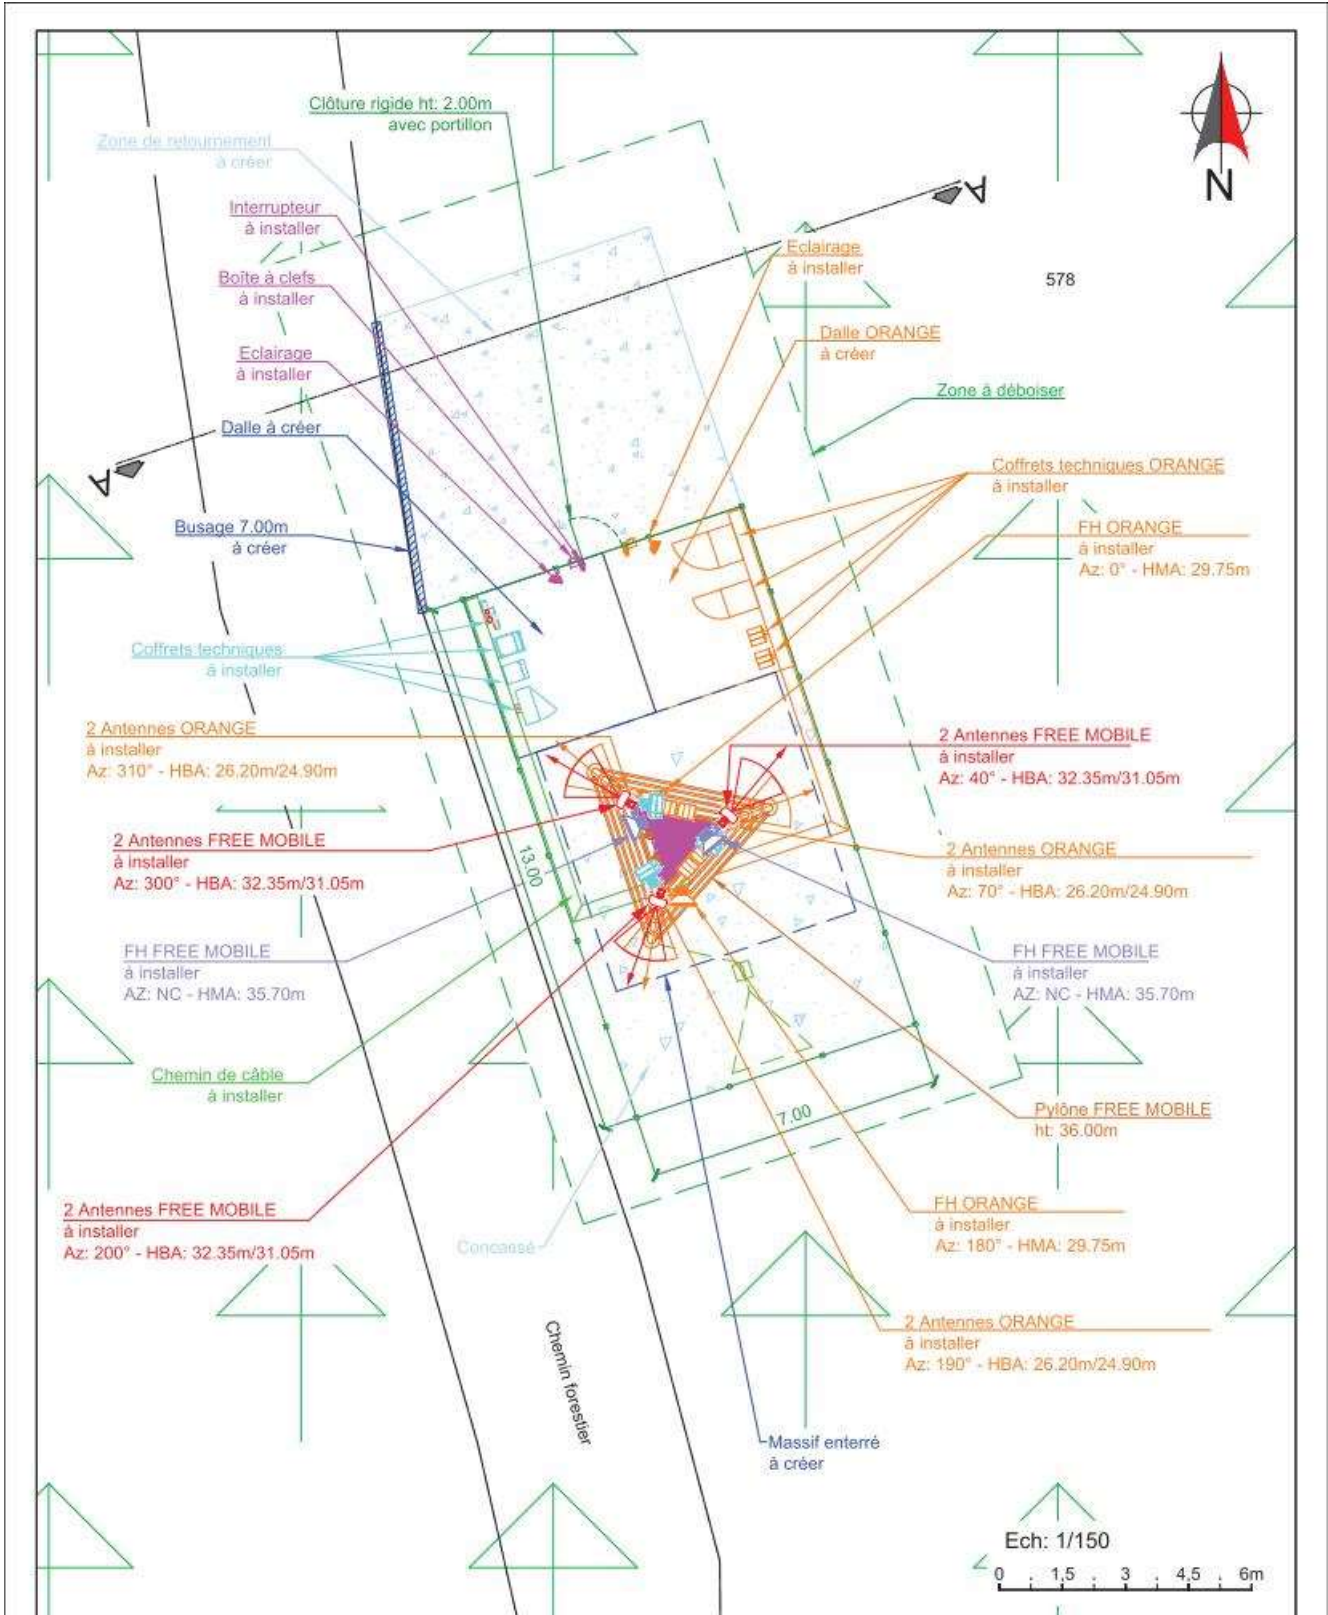 Clôture rigide ht: 2.00m
avec portillon
Zone de retournement
à créer
N
A
Interrupteur
à installer
Eclairage
à installer
578
Boîte à clefs
à installer
Dalle ORANGE
à créer
Eclairage
à installer
Zone à déboiser
Dalle à créer
A
Coffrets techniques ORANGE
à installer
Busage 7.00m
à créer
FH ORANGE
à installer
Az: 0° - HMA: 29.75m
Coffrets techniques
à installer
2 Antennes ORANGE
à installer
Az: 310° - HBA: 26.20m/24.90m
2 Antennes FREE MOBILE
à installer
Az: 40° - HBA: 32.35m/31.05m
2 Antennes FREE MOBILE
à installer
Az: 300° - HBA: 32.35m/31.05m
13.00
2 Antennes ORANGE
à installer
Az: 70° - HBA: 26.20m/24.90m
FH FREE MOBILE
à installer
AZ: NC - HMA: 35.70m
FH FREE MOBILE
à installer
AZ: NC - HMA: 35.70m
Chemin de câble
à installer
7.00
Pylône FREE MOBILE
ht: 36.00m
2 Antennes FREE MOBILE
à installer
Az: 200° - HBA: 32.35m/31.05m
FH ORANGE
à installer
Az: 180° - HMA: 29.75m
Concassé
2 Antennes ORANGE
à installer
Az: 190° - HBA: 26.20m/24.90m
Chemin forestier
Massif enterré
à créer
Ech: 1/150
0 1,5 3 4,5 6m